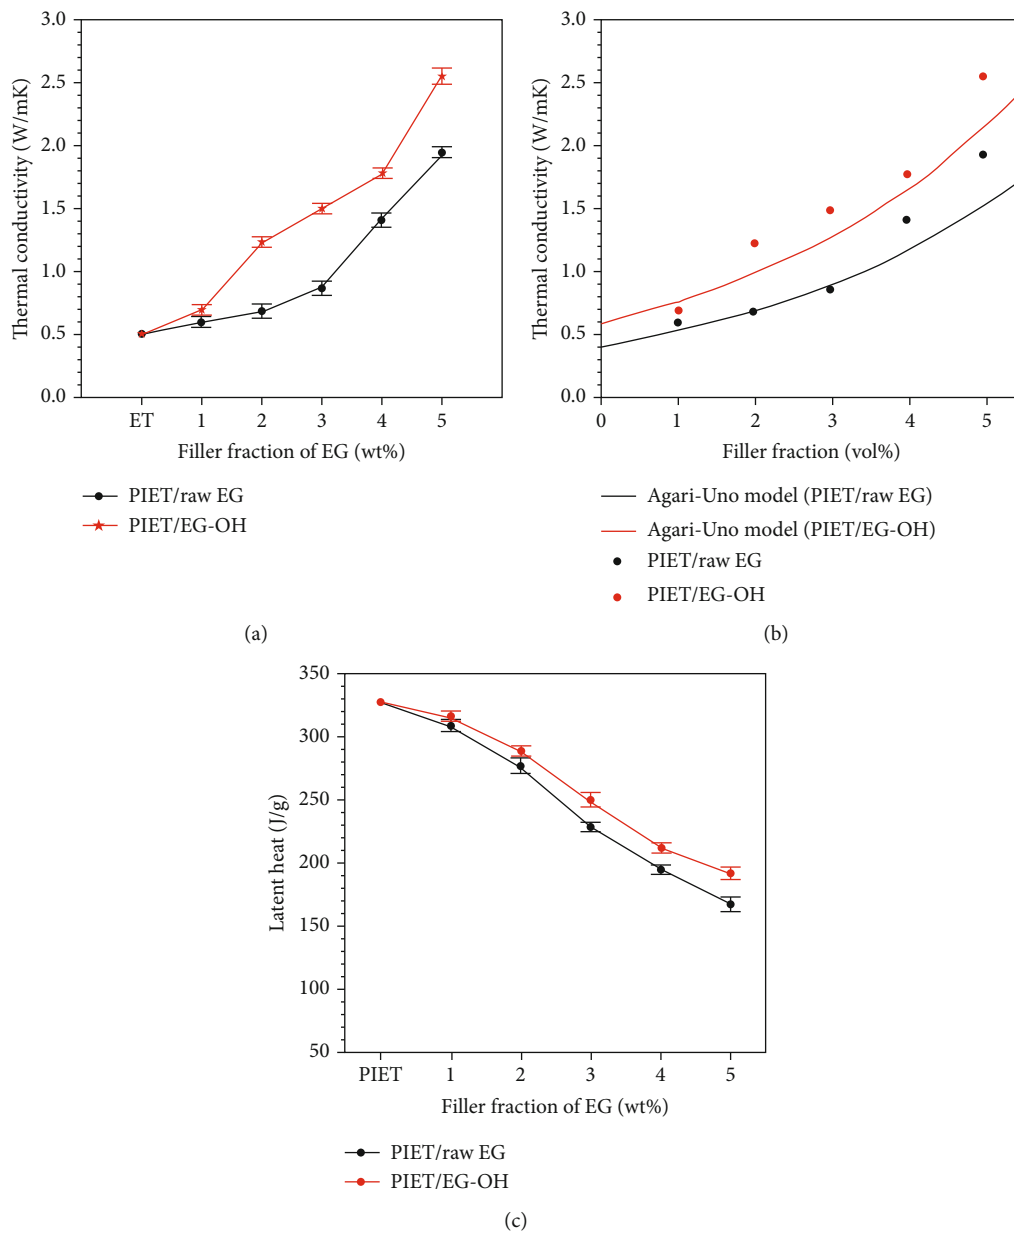 3.0
2.5
2.0
1.5
1.0
0.5
0.0
Thermal conductivity (W/mK)
ET 1 2 3 4 5
Filler fraction of EG (wt%)
PIET/raw EG
PIET/EG-OH
(a)
3.0
2.5
2.0
1.5
1.0
0.5
0.0
Thermal conductivity (W/mK)
0 1 2 3 4 5
Filler fraction (vol%)
Agari-Uno model (PIET/raw EG)
Agari-Uno model (PIET/EG-OH)
PIET/raw EG
PIET/EG-OH
(b)
350
300
250
200
150
100
50
Latent heat (J/g)
PIET 1 2 3 4 5
Filler fraction of EG (wt%)
PIET/raw EG
PIET/EG-OH
(c)